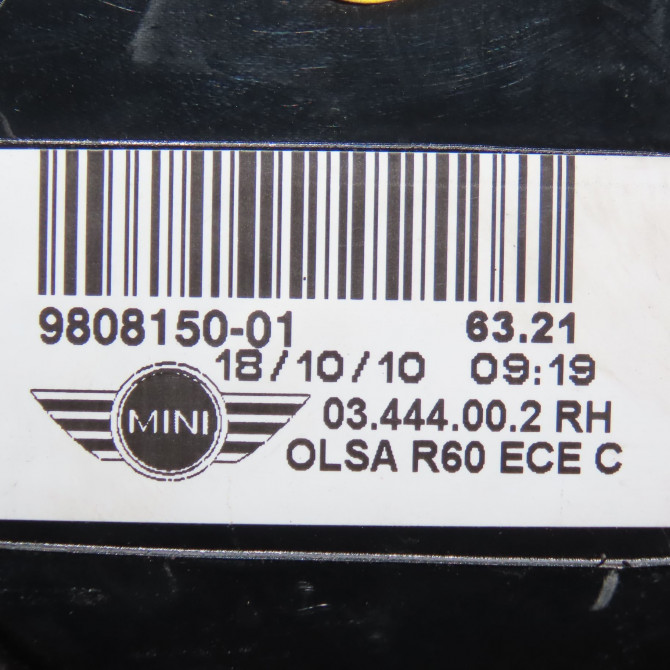 9808150-01 63.21
18/10/10 09:19
MINI
03.444.00.2 RH
OLSA R60 ECE C